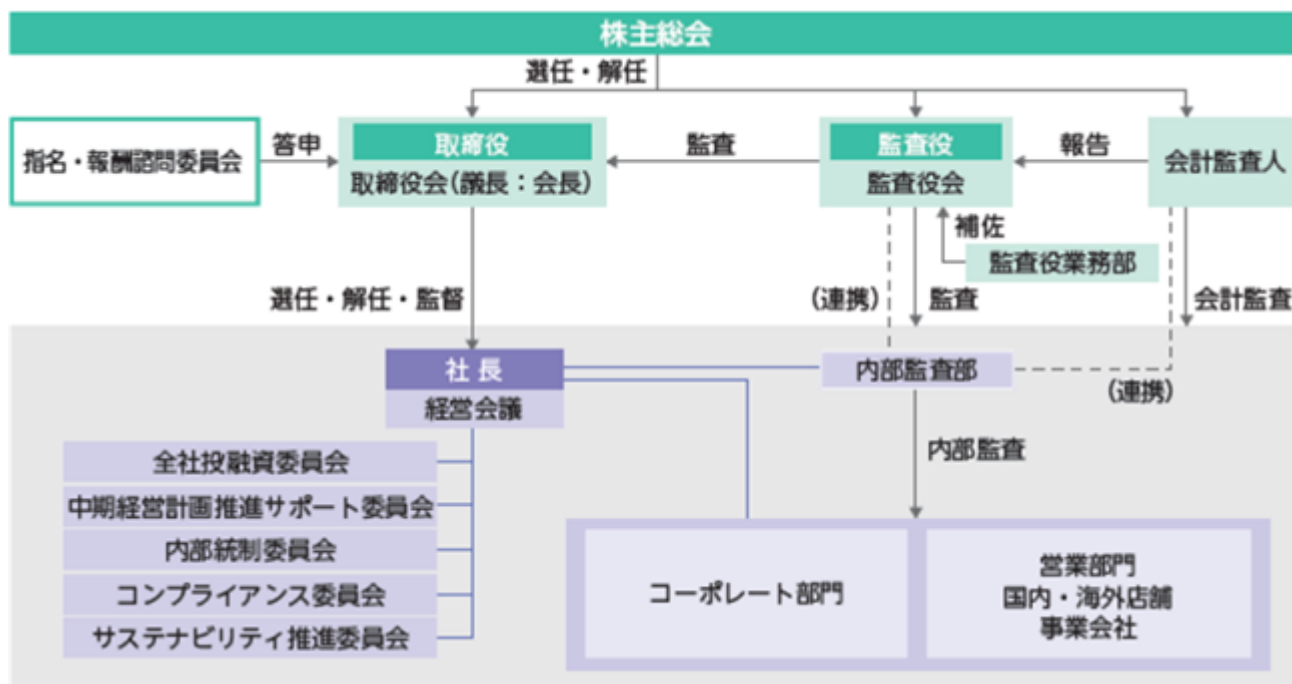 株主総会
選任・解任
指名・報酬諮問委員会
答申
取締役
取締役会(議長:会長)
監査
監査役
監査役会
報告
会計監査人
補佐
監査役業務部
選任・解任・監督
(連携)
監査
会計監査
社長
経営会議
内部監査部
(連携)
内部監査
全社投融資委員会
中期経営計画推進サポート委員会
内部統制委員会
コンプライアンス委員会
サステナビリティ推進委員会
コーポレート部門
営業部門
国内・海外店舗
事業会社